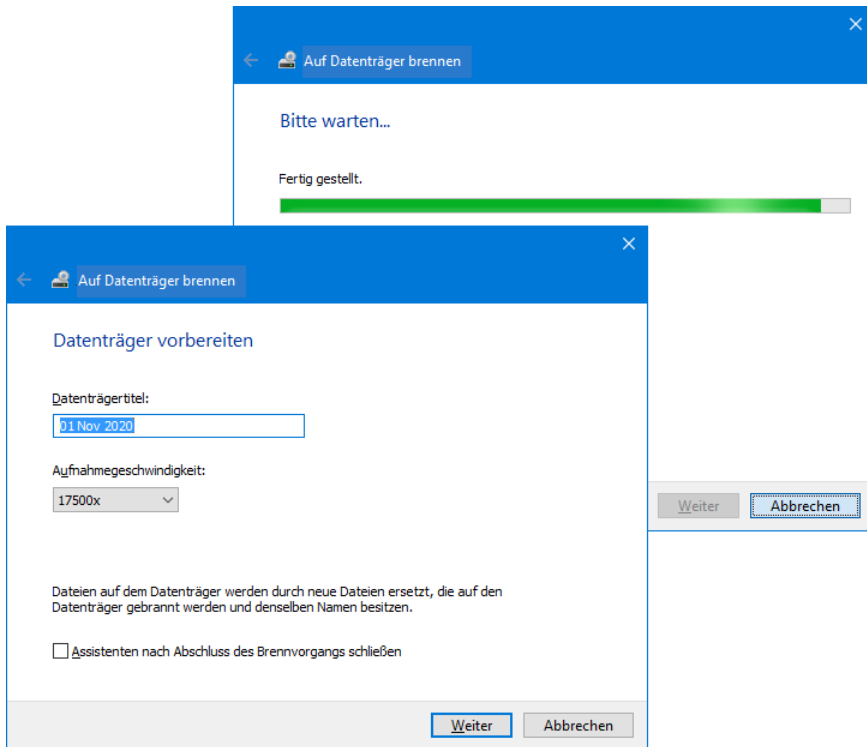 Auf Datenträger brennen
Bitte warten...
Fertig gestellt.
Weiter
Abbrechen
Auf Datenträger brennen
Datenträger vorbereiten
Datenträgertitel:
01 Nov 2020
Aufnahmegeschwindigkeit:
17500x
Dateien auf dem Datenträger werden durch neue Dateien ersetzt, die auf den
Datenträger gebrannt werden und denselben Namen besitzen.
Assistenten nach Abschluss des Brennvorgangs schließen
Weiter
Abbrechen